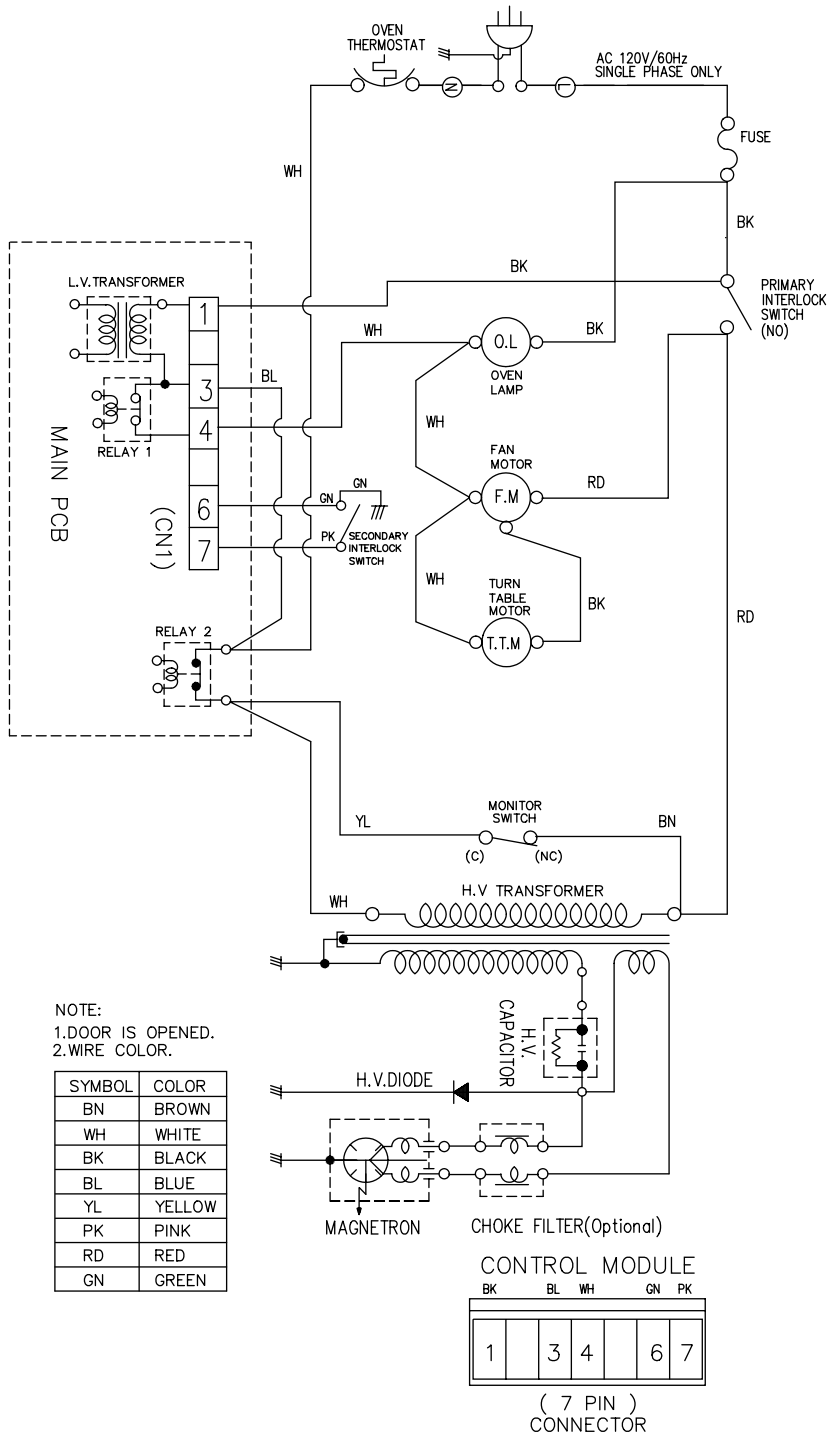 OVEN
THERMOSTAT
N
L
AC 120V/60Hz
SINGLE PHASE ONLY
FUSE
WH
BK
L.V.TRANSFORMER
BK
PRIMARY
INTERLOCK
SWITCH
(NO)
1
WH
O.L
BK
OVEN
LAMP
3
BL
4
RELAY 1
WH
MAIN PCB
(CN1)
FAN
MOTOR
F.M
RD
6
GN
GN
7
PK
SECONDARY
INTERLOCK
SWITCH
WH
TURN
TABLE
MOTOR
T.T.M
BK
RD
RELAY 2
YL
MONITOR
SWITCH
(C)
(NC)
BN
H.V TRANSFORMER
WH
H.V.
CAPACITOR
H.V.DIODE
MAGNETRON
CHOKE FILTER(Optional)
NOTE:
1.DOOR IS OPENED.
2.WIRE COLOR.
SYMBOL COLOR
BN BROWN
WH WHITE
BK BLACK
BL BLUE
YL YELLOW
PK PINK
RD RED
GN GREEN
CONTROL MODULE
BK BL WH GN PK
1 3 4 6 7
( 7 PIN )
CONNECTOR